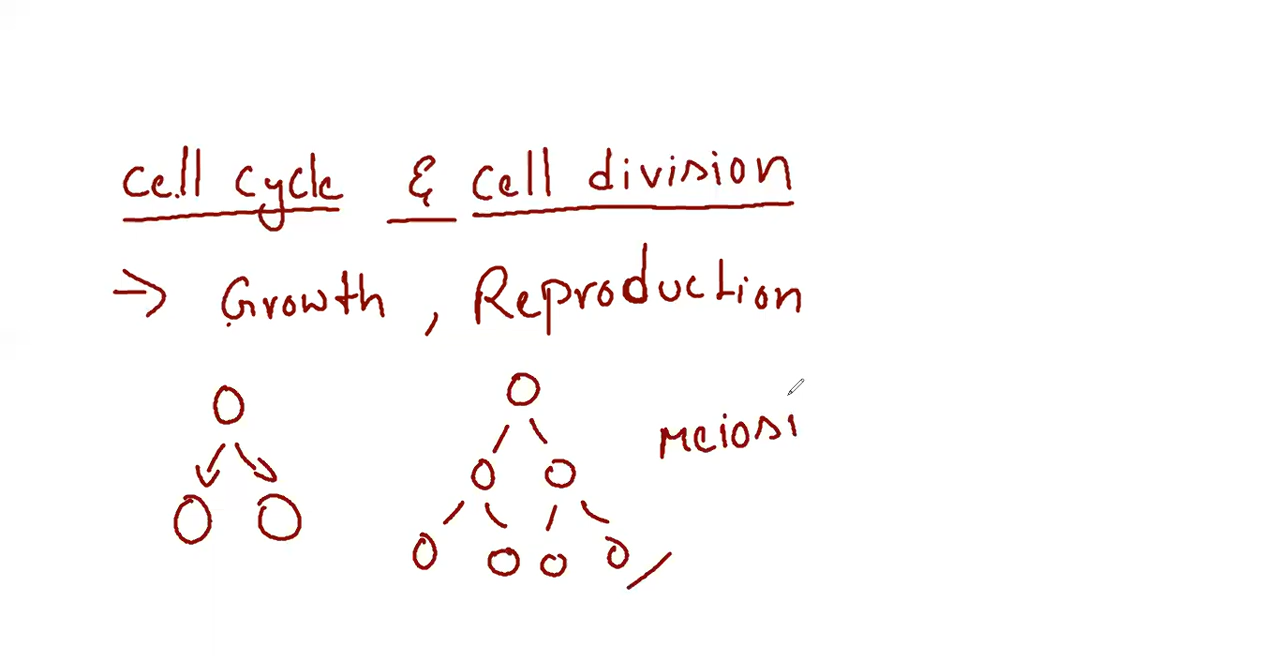 cell cycle & cell division
→ Growth, Reproduction
meiosi